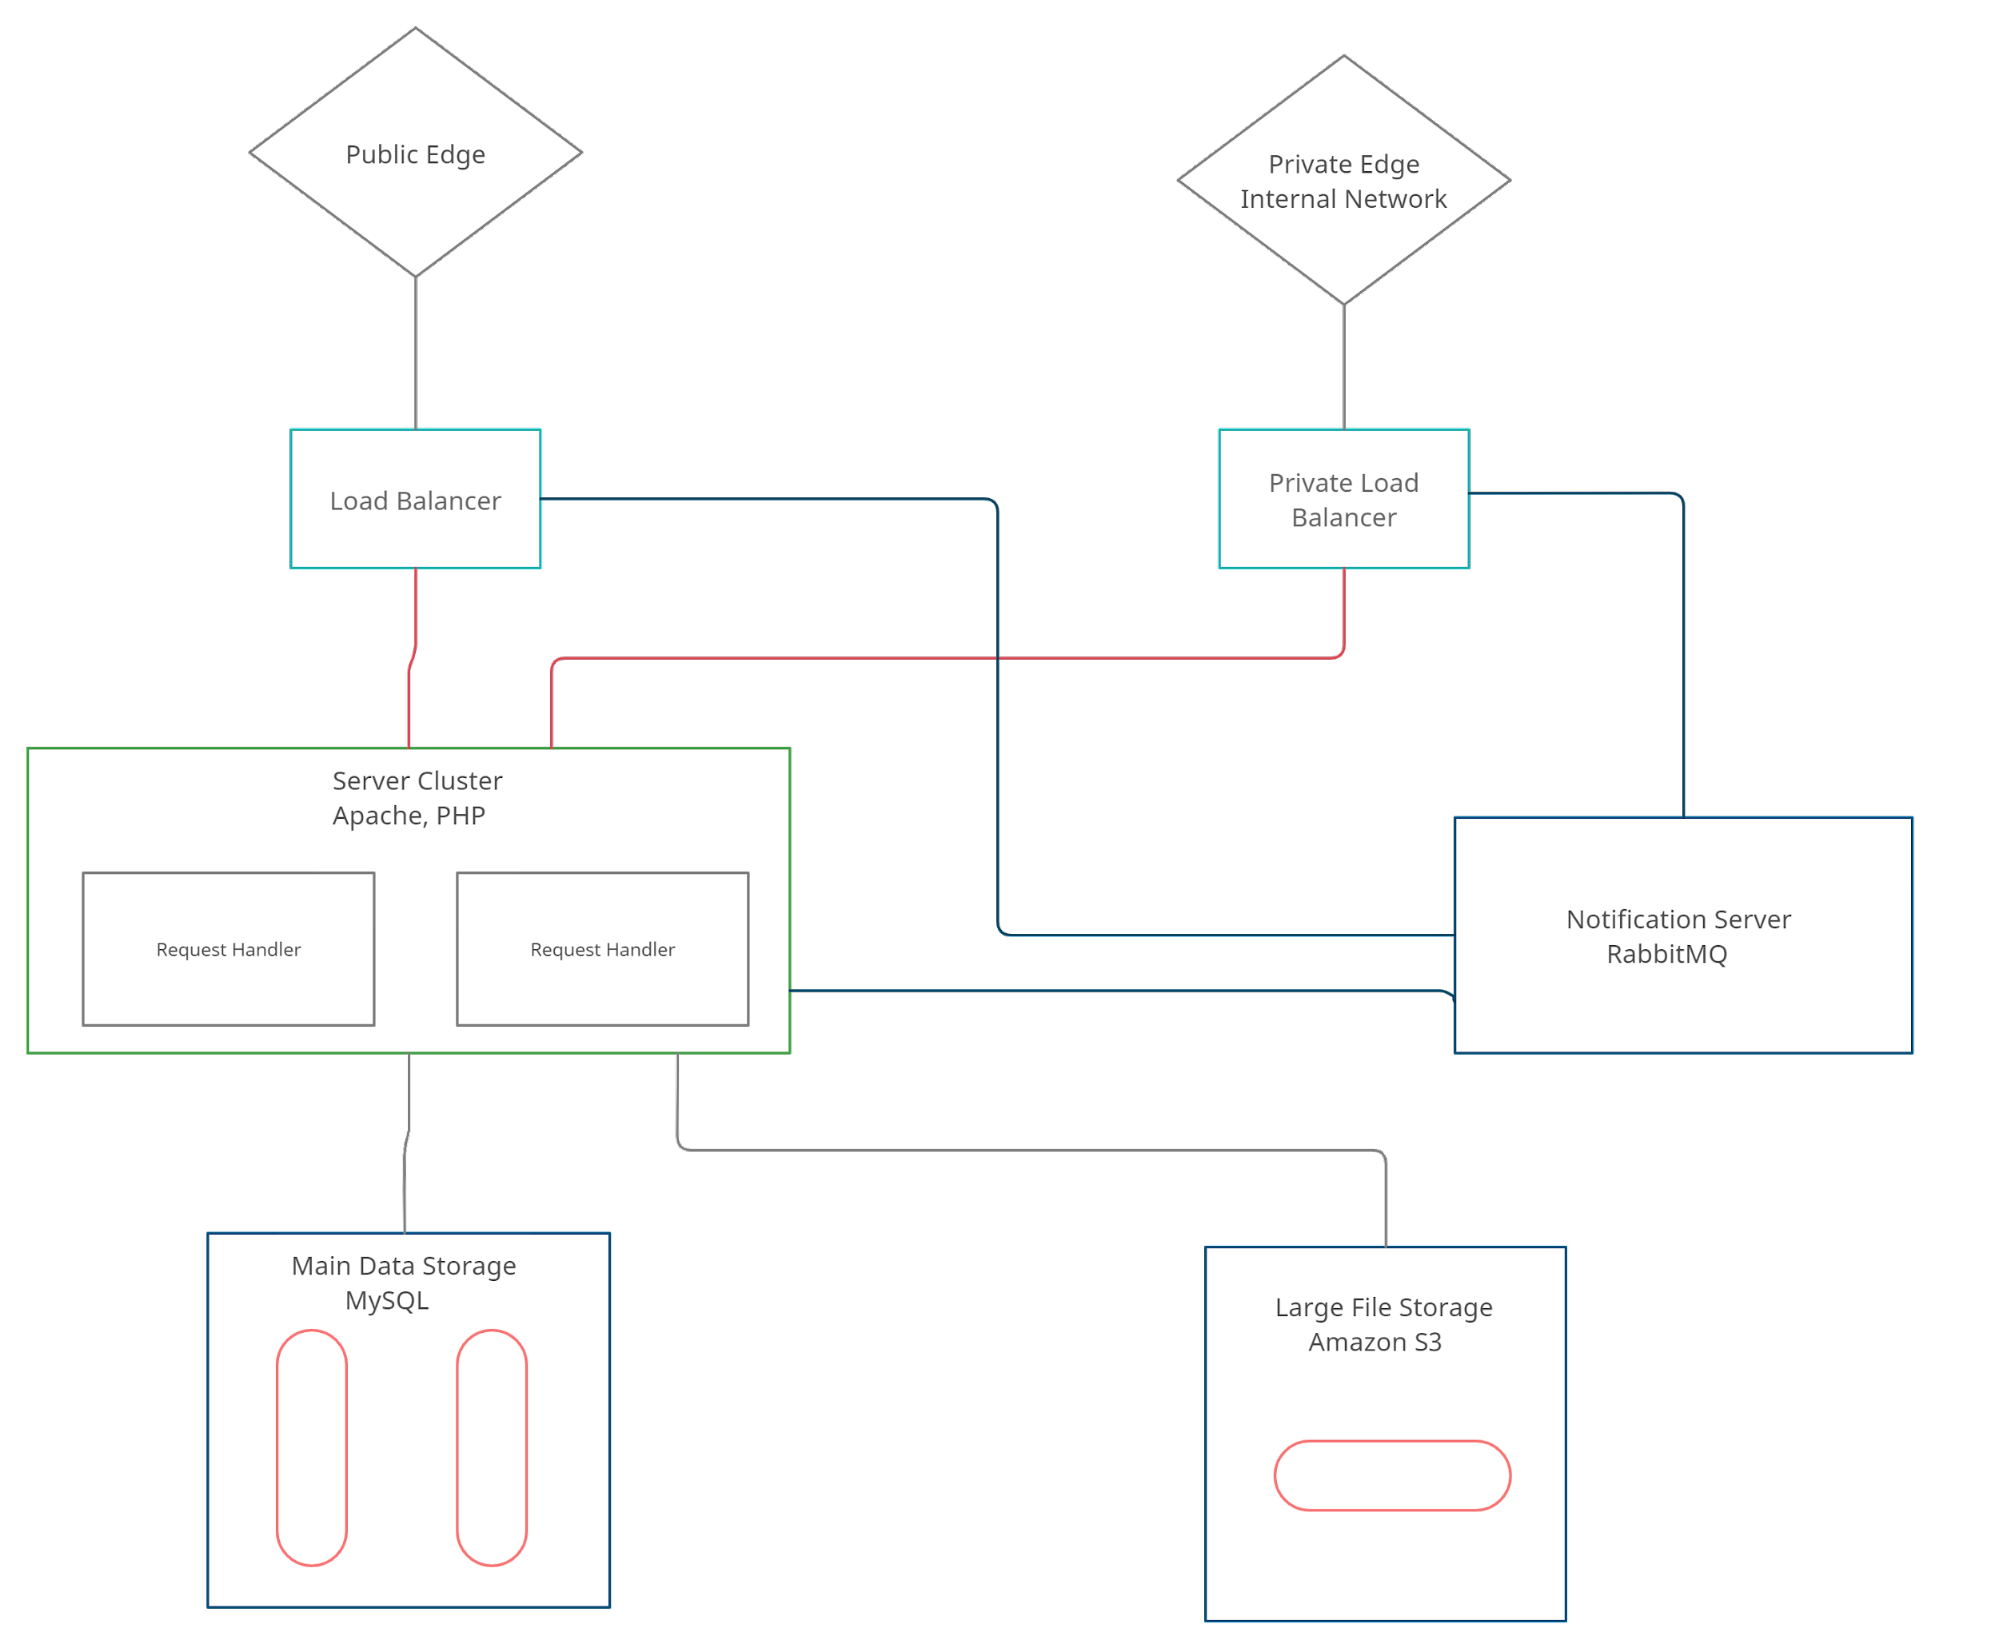 Public Edge
Private Edge
Internal Network
Load Balancer
Private Load
Balancer
Server Cluster
Apache, PHP
Request Handler
Request Handler
Notification Server
RabbitMQ
Main Data Storage
MySQL
Large File Storage
Amazon S3